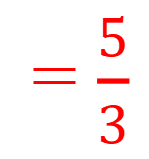 = 5/3